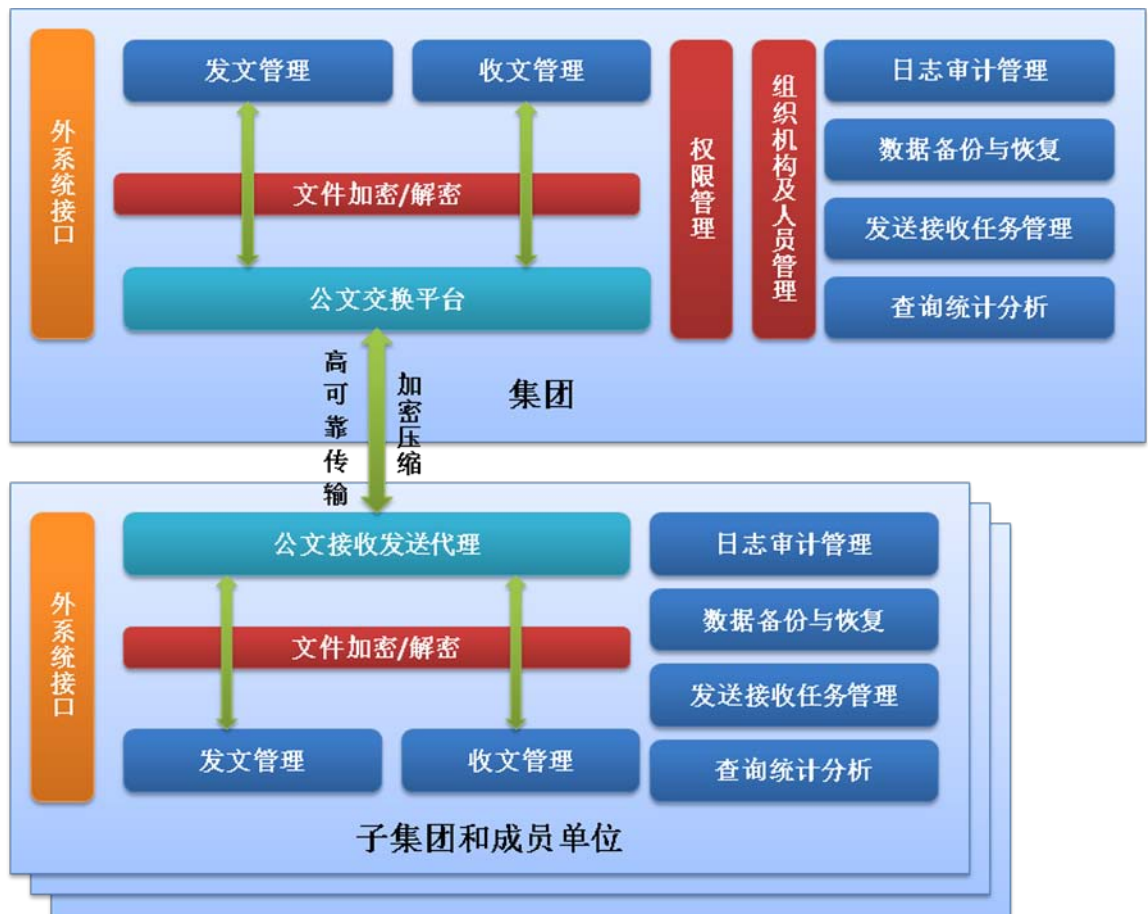 外系统接口
发文管理
收文管理
文件加密/解密
公文交换平台
权限管理
组织机构及人员管理
日志审计管理
数据备份与恢复
发送接收任务管理
查询统计分析
集团
高可靠传输
加密压缩
外系统接口
公文接收发送代理
文件加密/解密
发文管理
收文管理
日志审计管理
数据备份与恢复
发送接收任务管理
查询统计分析
子集团和成员单位